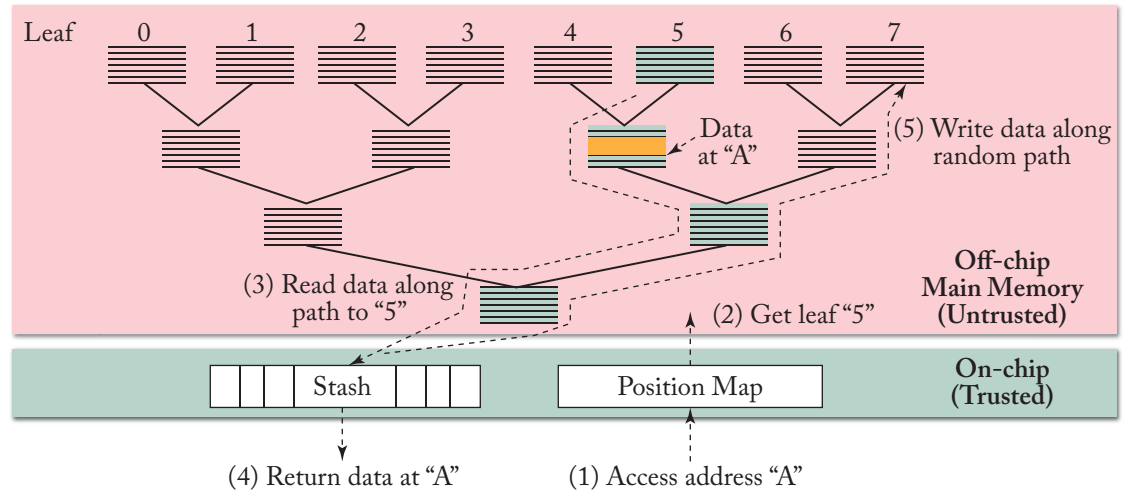 Leaf 0 1 2 3 4 5 6 7
Data
at “A”
(5) Write data along
random path
(3) Read data along
path to “5”
Off-chip
Main Memory
(Untrusted)
(2) Get leaf “5”
Stash
Position Map
On-chip
(Trusted)
(4) Return data at “A”
(1) Access address “A”